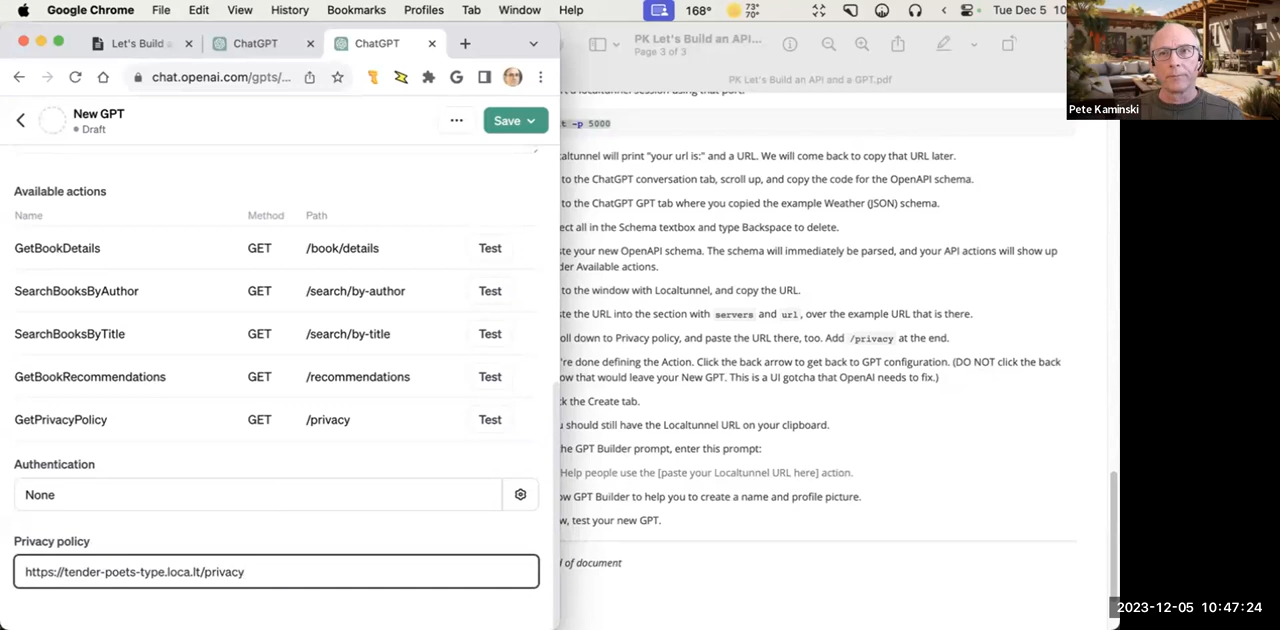 Google Chrome File Edit View History Bookmarks Profiles Tab Window Help 168° 73° 70° Tue Dec 5 10
Let's Build ChatGPT ChatGPT
chat.openai.com/gpts/...
New GPT
Draft
Save
Available actions
Name Method Path
GetBookDetails GET /book/details Test
SearchBooksByAuthor GET /search/by-author Test
SearchBooksByTitle GET /search/by-title Test
GetBookRecommendations GET /recommendations Test
GetPrivacyPolicy GET /privacy Test
Authentication
None
Privacy policy
https://tender-poets-type.loca.lt/privacy
PK Let's Build an API...
Page 3 of 3
PK Let's Build an API and a GPT.pdf
t a localtunnel session using that port.
t -p 5000
caltunnel will print "your url is:" and a URL. We will come back to copy that URL later.
to the ChatGPT conversation tab, scroll up, and copy the code for the OpenAPI schema.
to the ChatGPT GPT tab where you copied the example Weather (JSON) schema.
ect all in the Schema textbox and type Backspace to delete.
ste your new OpenAPI schema. The schema will immediately be parsed, and your API actions will show up
der Available actions.
to the window with Localtunnel, and copy the URL.
ste the URL into the section with servers and url, over the example URL that is there.
oll down to Privacy policy, and paste the URL there, too. Add /privacy at the end.
're done defining the Action. Click the back arrow to get back to GPT configuration. (DO NOT click the back
ow that would leave your New GPT. This is a UI gotcha that OpenAI needs to fix.)
ck the Create tab.
u should still have the Localtunnel URL on your clipboard.
the GPT Builder prompt, enter this prompt:
Help people use the [paste your Localtunnel URL here] action.
ow GPT Builder to help you to create a name and profile picture.
w, test your new GPT.
d of document
Pete Kaminski
2023-12-05 10:47:24